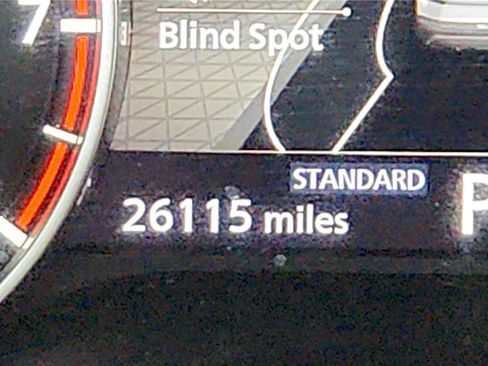 7
Blind Spot
STANDARD
26115 miles
P